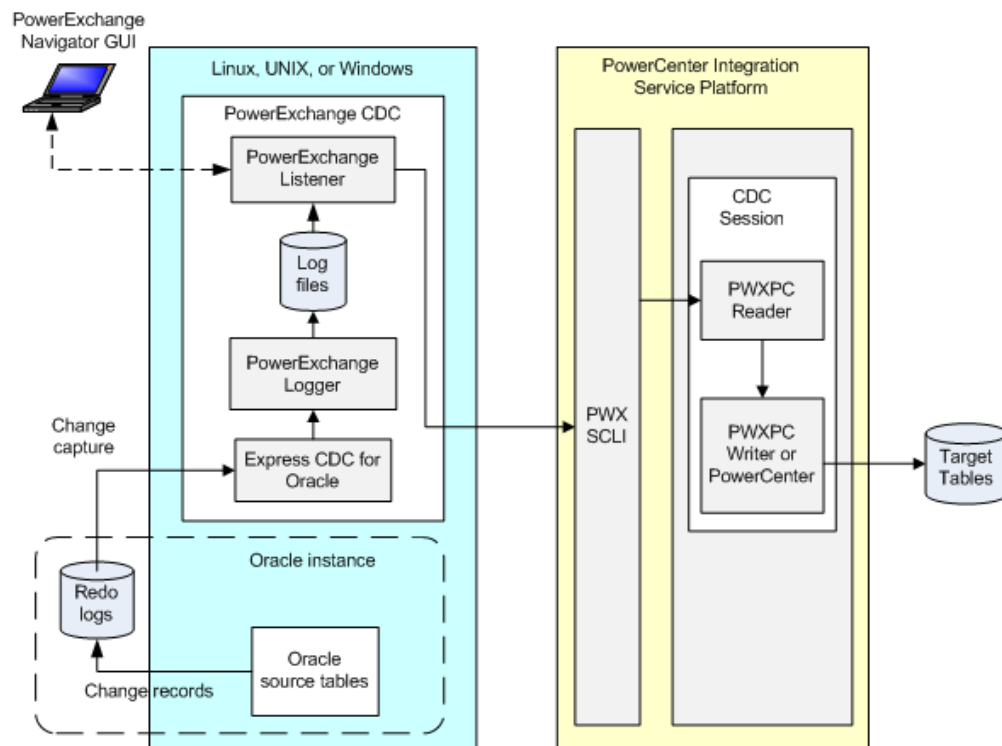 PowerExchange
Navigator GUI
Linux, UNIX, or Windows
PowerExchange CDC
PowerExchange
Listener
Log
files
PowerExchange
Logger
Change
capture
Express CDC for
Oracle
Oracle instance
Redo
logs
Oracle
source tables
Change records
PowerCenter Integration
Service Platform
PWX
SCLI
CDC
Session
PWXPC
Reader
PWXPC
Writer or
PowerCenter
Target
Tables